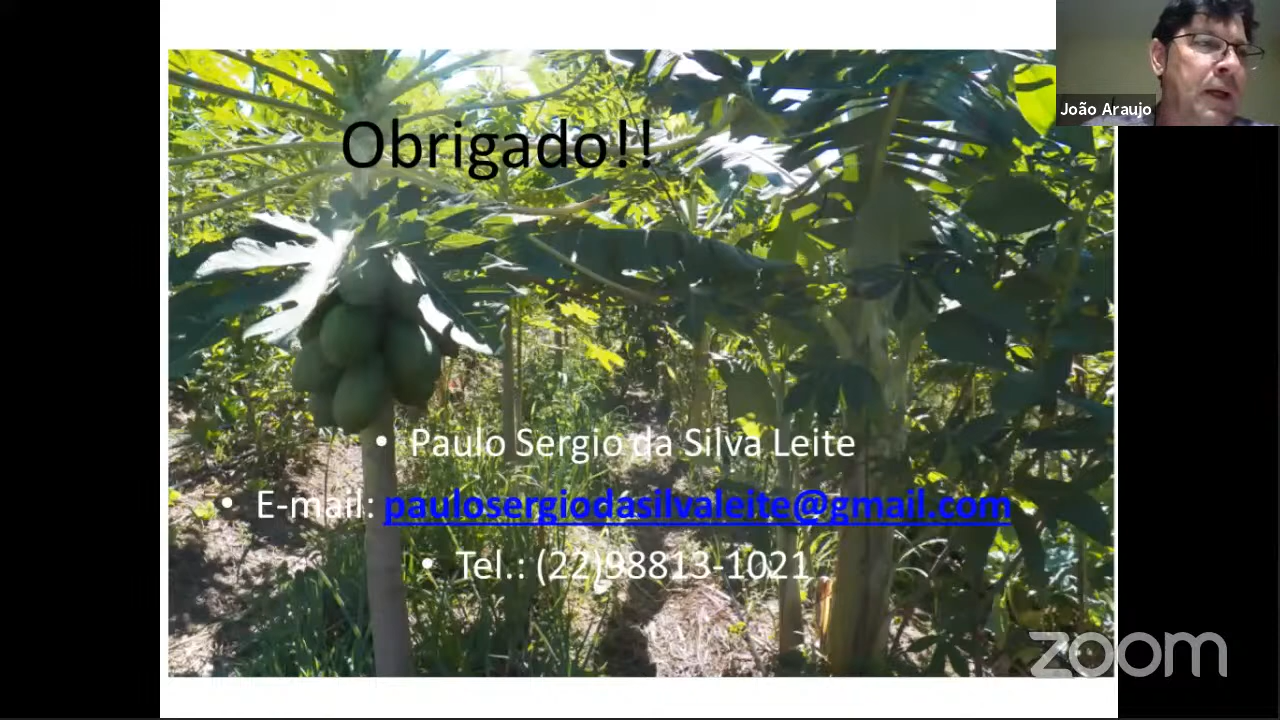 Obrigado!!
João Araujo
• Paulo Sergio da Silva Leite
• E-mail: paulosergiodasilvaleite@gmail.com
• Tel.: (22)98813-1021
zoom